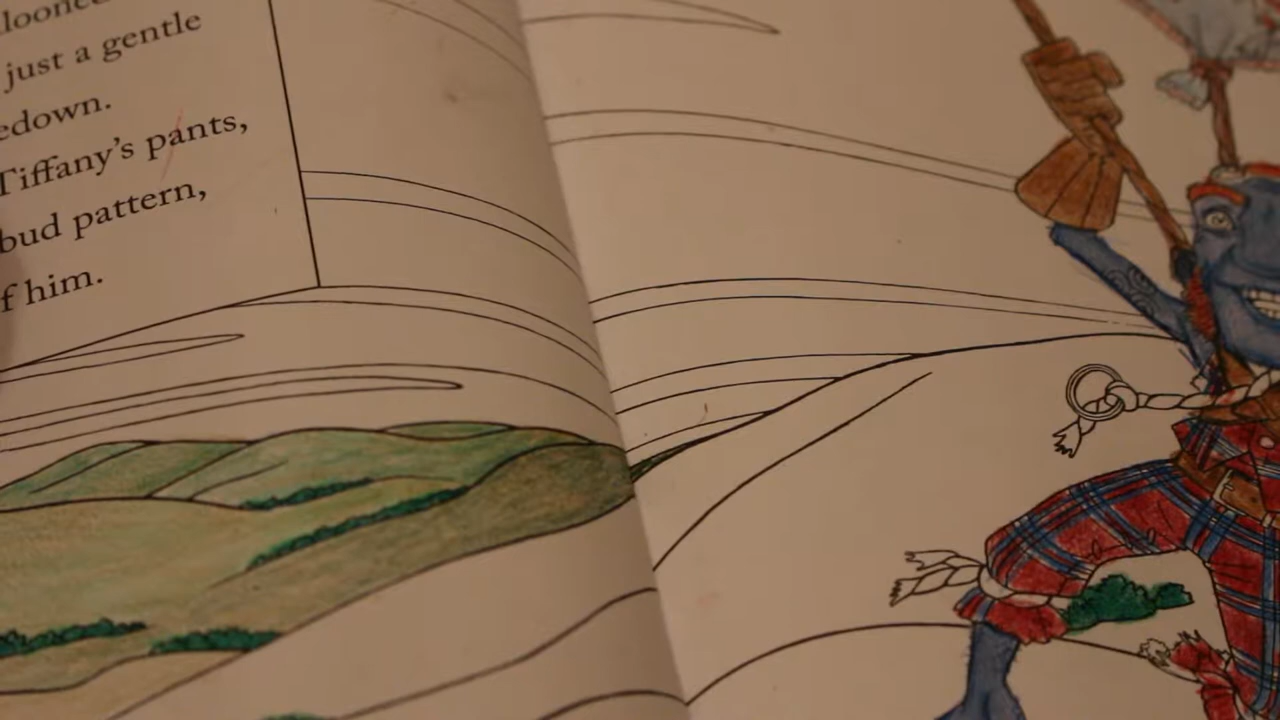 just a gentle
edown.
Tiffany's pants,
bud pattern,
f him.